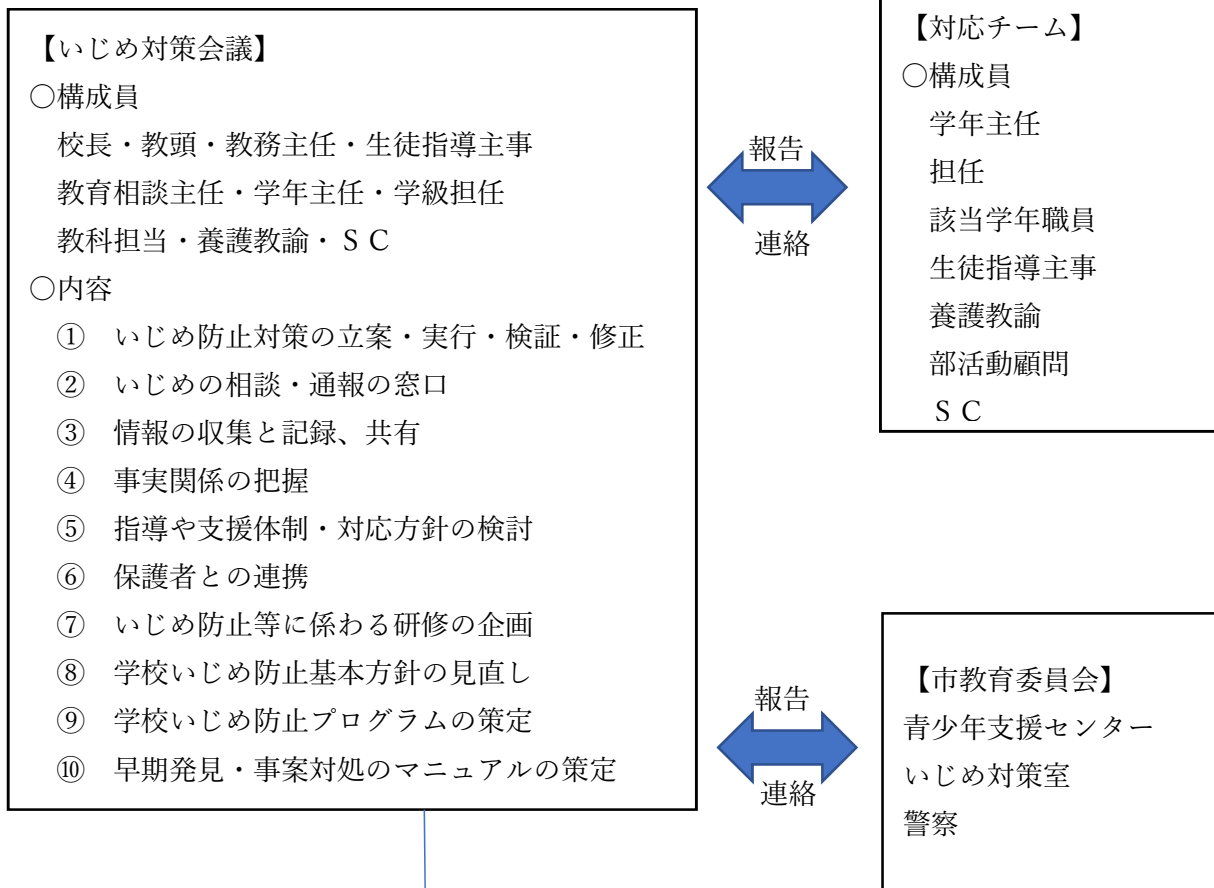 【いじめ対策会議】
○構成員
校長・教頭・教務主任・生徒指導主事
教育相談主任・学年主任・学級担任
教科担当・養護教諭・ＳＣ
○内容
① いじめ防止対策の立案・実行・検証・修正
② いじめの相談・通報の窓口
③ 情報の収集と記録、共有
④ 事実関係の把握
⑤ 指導や支援体制・対応方針の検討
⑥ 保護者との連携
⑦ いじめ防止等に係わる研修の企画
⑧ 学校いじめ防止基本方針の見直し
⑨ 学校いじめ防止プログラムの策定
⑩ 早期発見・事案対処のマニュアルの策定
報告
連絡
【対応チーム】
○構成員
学年主任
担任
該当学年職員
生徒指導主事
養護教諭
部活動顧問
ＳＣ
報告
連絡
【市教育委員会】
青少年支援センター
いじめ対策室
警察